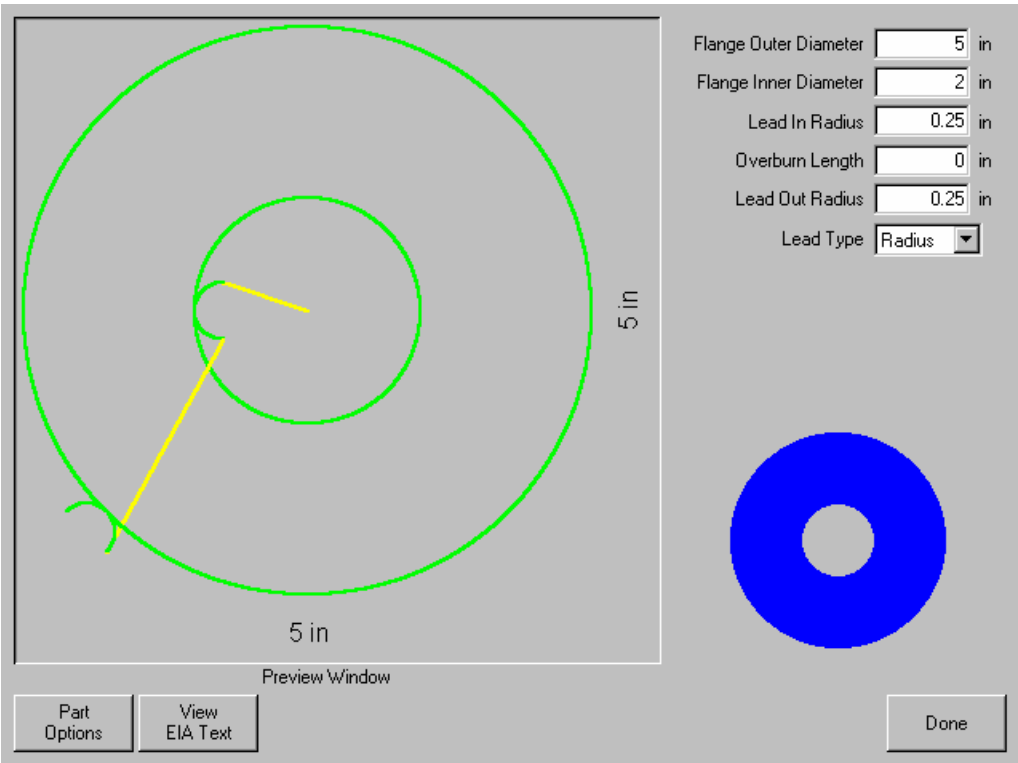 Flange Outer Diameter 5 in
Flange Inner Diameter 2 in
Lead In Radius 0.25 in
Overburn Length 0 in
Lead Out Radius 0.25 in
Lead Type Radius
5 in
5 in
Preview Window
Part
Options
View
EIA Text
Done